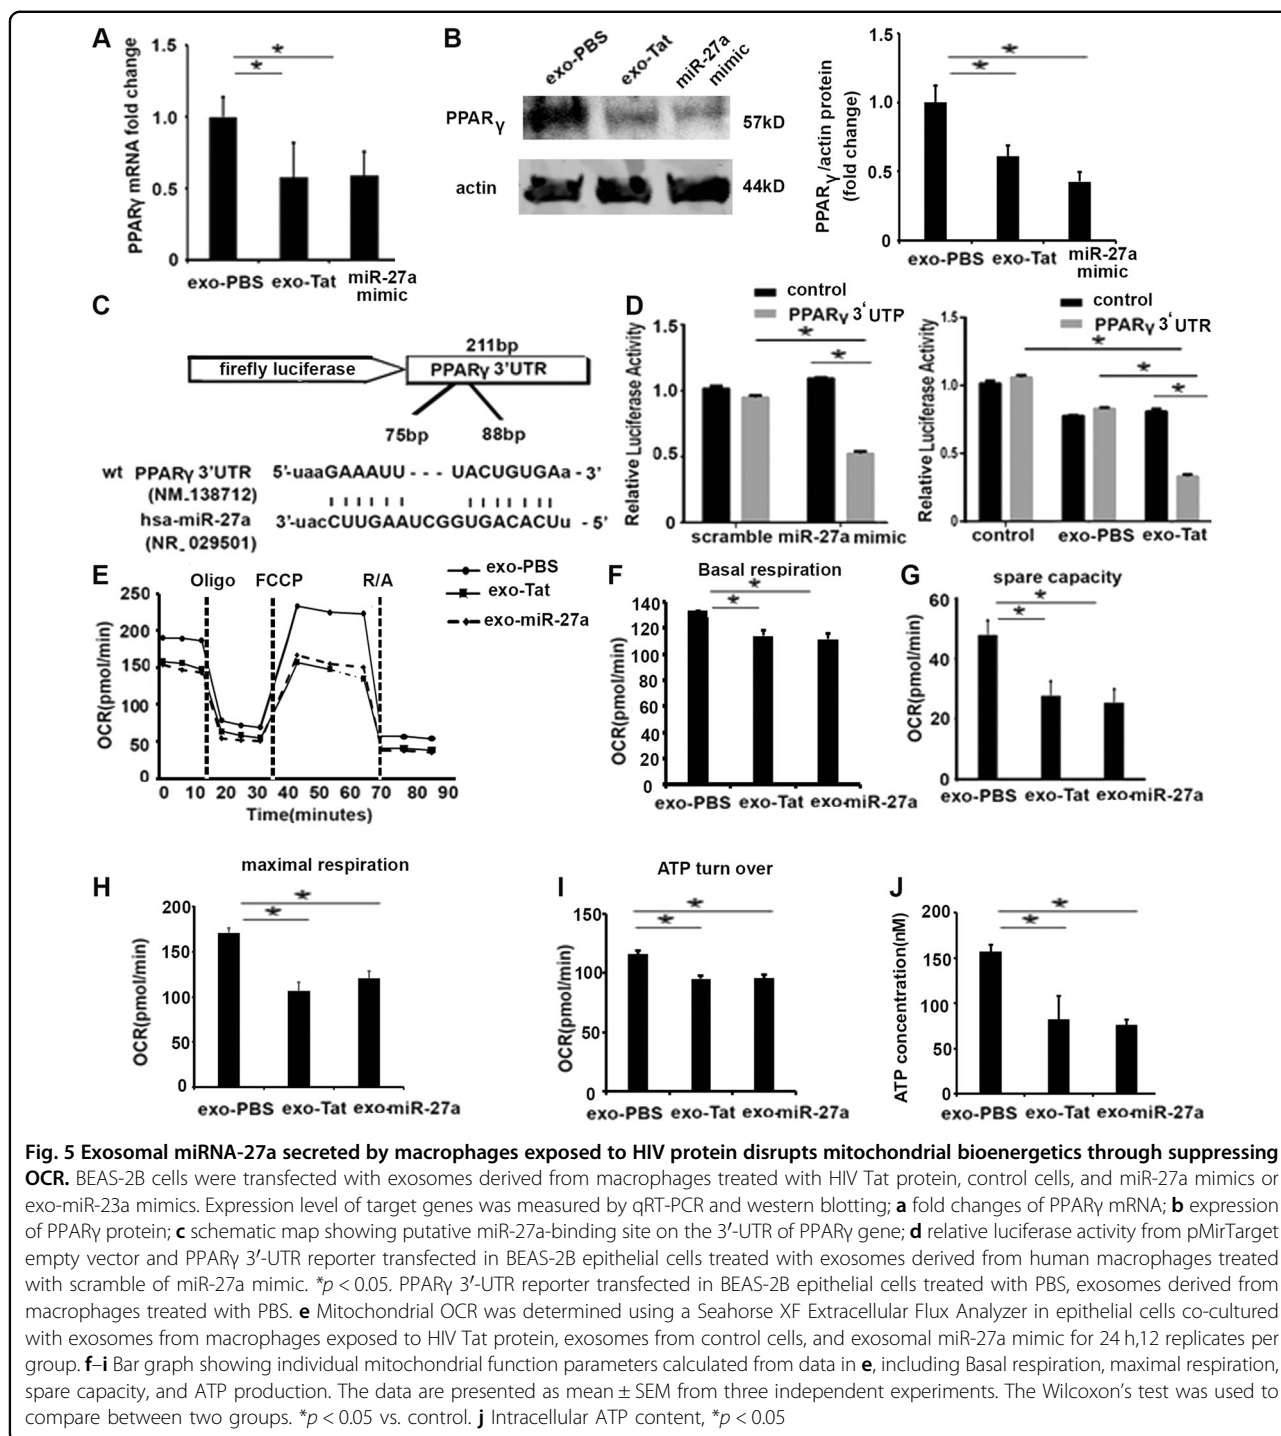 A
PPARγ mRNA fold change
1.5
1.0
0.5
0
*
*
exo-PBS
exo-Tat
miR-27a
mimic
B
exo-PBS
exo-Tat
miR-27a
mimic
PPARγ
57kD
actin
44kD
PPARγ/actin protein
(fold change)
1.5
1.0
0.5
0
*
*
exo-PBS
exo-Tat
miR-27a
mimic
C
211bp
firefly luciferase
PPARγ 3'UTR
75bp
88bp
wt PPARγ 3'UTR
(NM_138712)
5'-uaaGAAAUU - - - UACUGUGAa - 3'
hsa-miR-27a
(NR_029501)
3'-uacCUUGAAUCGGUGACACUu - 5'
D
control
PPARγ 3'UTR
Relative Luciferase Activity
1.5
1.0
0.5
0
*
*
scramble
miR-27a mimic
control
PPARγ 3'UTR
Relative Luciferase Activity
1.5
1.0
0.5
0
*
*
*
control
exo-PBS
exo-Tat
E
Oligo
FCCP
R/A
exo-PBS
exo-Tat
exo-miR-27a
OCR(pmol/min)
250
200
150
100
50
0
0 10 20 30 40 50 60 70 80 90
Time(minutes)
F
Basal respiration
OCR(pmol/min)
140
120
100
80
60
40
20
0
*
*
exo-PBS
exo-Tat
exo-miR-27a
G
spare capacity
OCR(pmol/min)
60
40
20
0
*
*
exo-PBS
exo-Tat
exo-miR-27a
H
maximal respiration
OCR(pmol/min)
200
150
100
50
0
*
*
exo-PBS
exo-Tat
exo-miR-27a
I
ATP turn over
OCR(pmol/min)
150
100
50
0
*
*
exo-PBS
exo-Tat
exo-miR-27a
J
ATP concentration(nM)
200
150
100
50
0
*
*
exo-PBS
exo-Tat
exo-miR-27a
Fig. 5 Exosomal miRNA-27a secreted by macrophages exposed to HIV protein disrupts mitochondrial bioenergetics through suppressing
OCR. BEAS-2B cells were transfected with exosomes derived from macrophages treated with HIV Tat protein, control cells, and miR-27a mimics or
exo-miR-23a mimics. Expression level of target genes was measured by qRT-PCR and western blotting; a fold changes of PPARγ mRNA; b expression
of PPARγ protein; c schematic map showing putative miR-27a-binding site on the 3′-UTR of PPARγ gene; d relative luciferase activity from pMirTarget
empty vector and PPARγ 3′-UTR reporter transfected in BEAS-2B epithelial cells treated with exosomes derived from human macrophages treated
with scramble of miR-27a mimic. *p < 0.05. PPARγ 3′-UTR reporter transfected in BEAS-2B epithelial cells treated with PBS, exosomes derived from
macrophages treated with PBS. e Mitochondrial OCR was determined using a Seahorse XF Extracellular Flux Analyzer in epithelial cells co-cultured
with exosomes from macrophages exposed to HIV Tat protein, exosomes from control cells, and exosomal miR-27a mimic for 24 h,12 replicates per
group. f–i Bar graph showing individual mitochondrial function parameters calculated from data in e, including Basal respiration, maximal respiration,
spare capacity, and ATP production. The data are presented as mean ± SEM from three independent experiments. The Wilcoxon's test was used to
compare between two groups. *p < 0.05 vs. control. j Intracellular ATP content, *p < 0.05